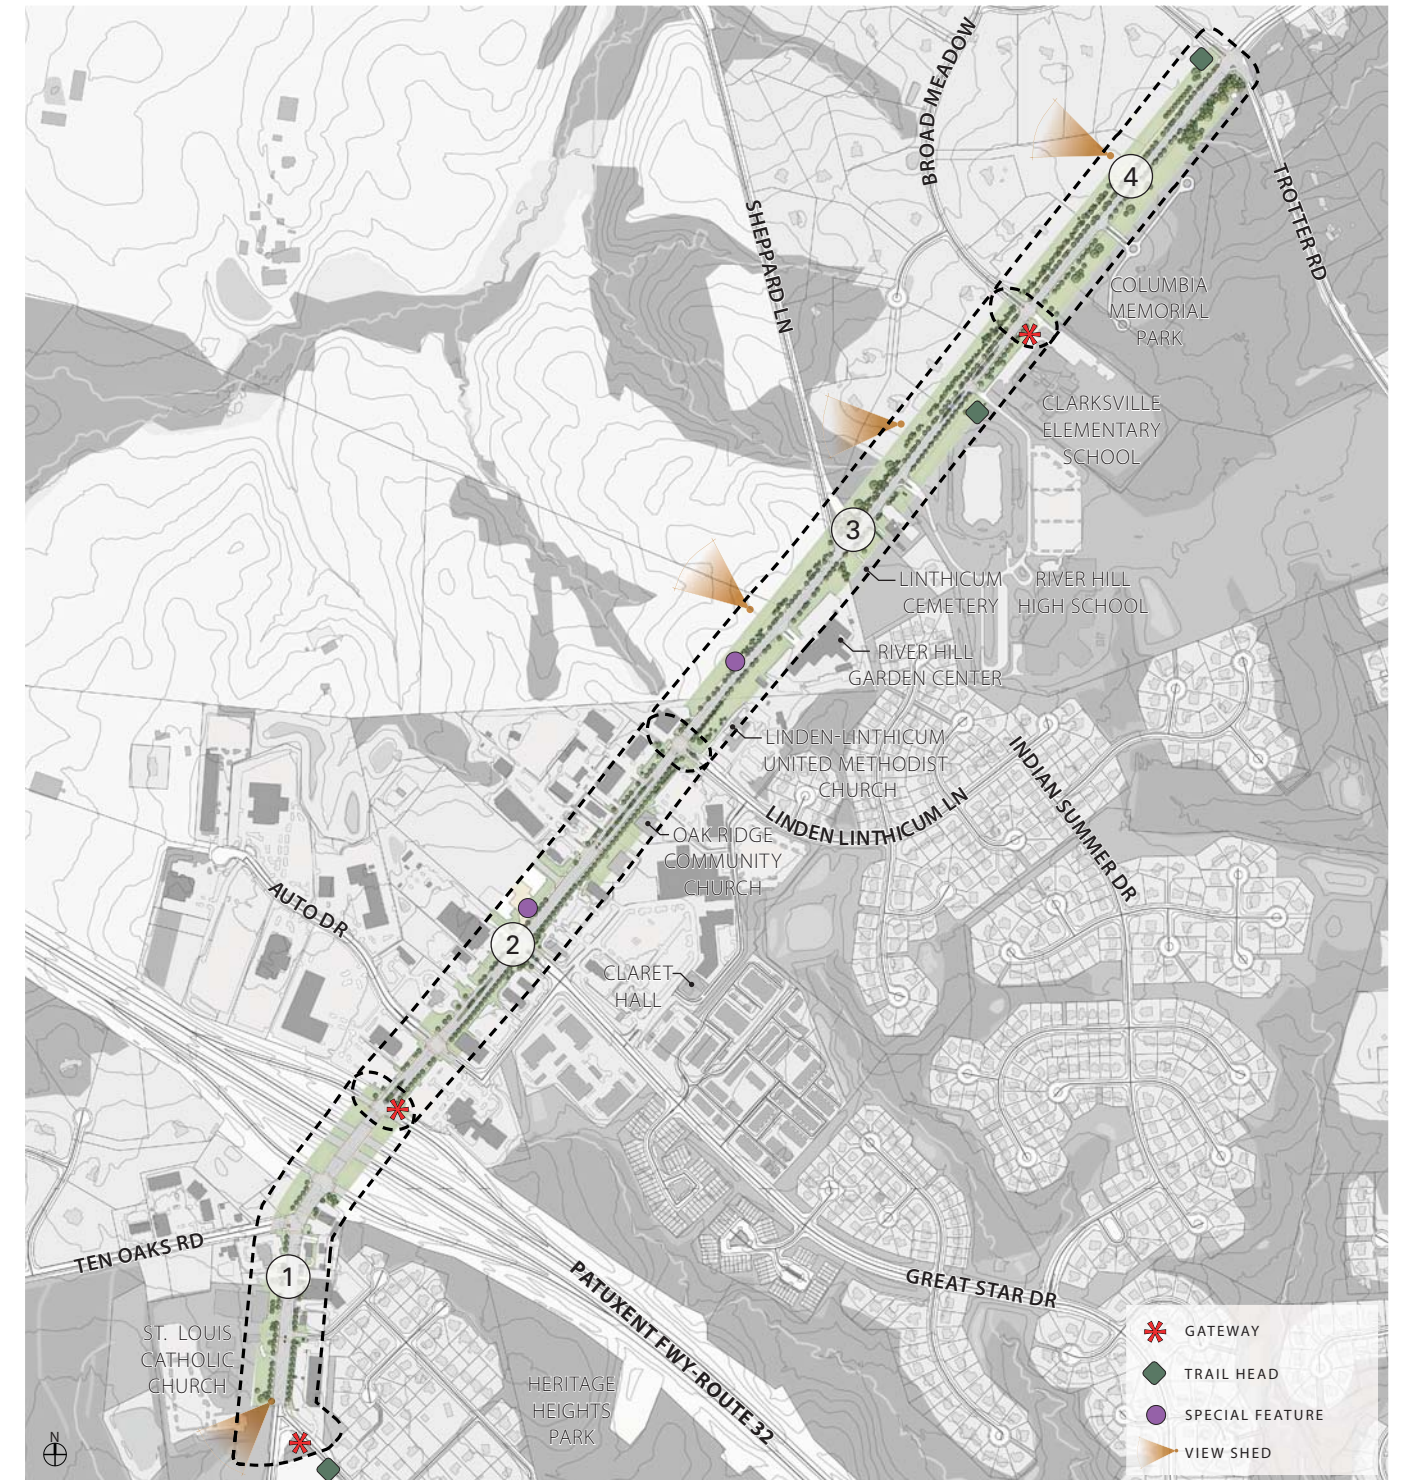 BROAD MEADOW
4
SHEPPARD LN
TROTTER RD
COLUMBIA
MEMORIAL
PARK
CLARKSVILLE
ELEMENTARY
SCHOOL
3
LINTHICUM
CEMETERY
RIVER HILL
HIGH SCHOOL
RIVER HILL
GARDEN CENTER
LINDEN-LINTHICUM
UNITED METHODIST
CHURCH
INDIAN SUMMER DR
LINDEN LINTHICUM LN
OAK RIDGE
COMMUNITY
CHURCH
AUTO DR
2
CLARET
HALL
TEN OAKS RD
1
PATUXENT FWY-ROUTE 32
GREAT STAR DR
ST. LOUIS
CATHOLIC
CHURCH
HERITAGE
HEIGHTS
PARK
N
GATEWAY
TRAIL HEAD
SPECIAL FEATURE
VIEW SHED